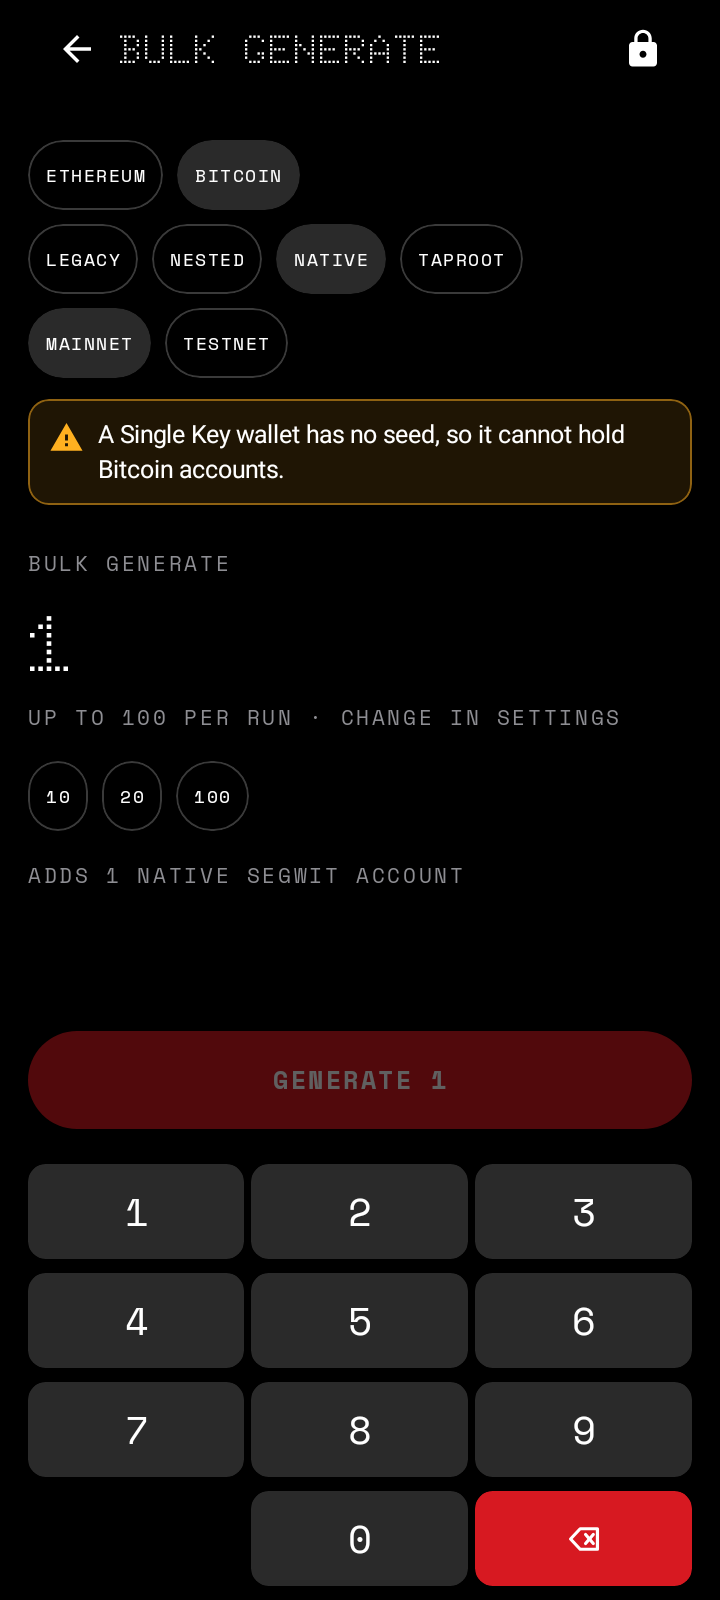 BULK GENERATE
ETHEREUM BITCOIN
LEGACY NESTED NATIVE TAPROOT
MAINNET TESTNET
A Single Key wallet has no seed, so it cannot hold
Bitcoin accounts.
BULK GENERATE
1
UP TO 100 PER RUN · CHANGE IN SETTINGS
10 20 100
ADDS 1 NATIVE SEGWIT ACCOUNT
GENERATE 1
1 2 3
4 5 6
7 8 9
0